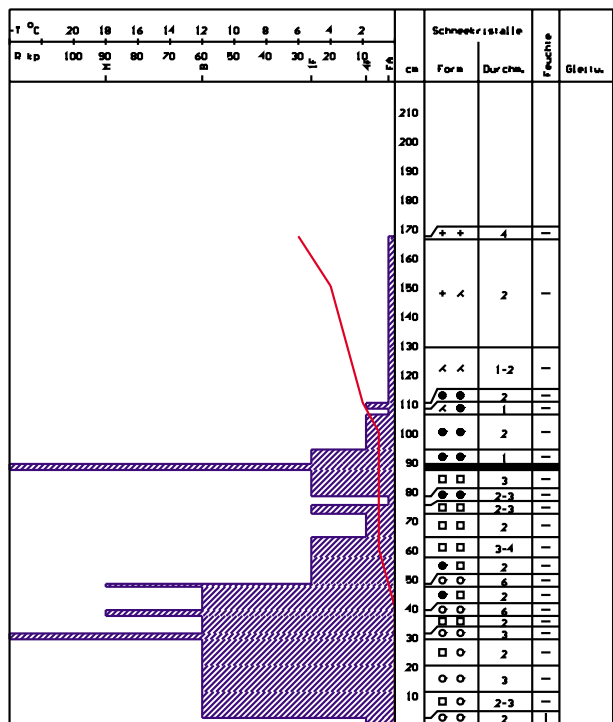 -T °C 20 18 16 14 12 10 8 6 4 2
Schneekristalle
R kp 100 90 80 70 60 50 40 30 20 10
cm Form Durchm. Feuchte Gleitu.
M B 1F 4F FA
210
200
190
180
170 + + 4 –
160
150 + 2 –
140
130
120 1-2 –
2 –
110 1 –
100 2 –
1 –
90
3 –
80 2-3 –
2-3 –
70 2 –
60 3-4 –
2 –
50 6 –
2 –
40 6 –
2 –
30 3 –
2 –
20
3 –
10 2-3 –
2 |